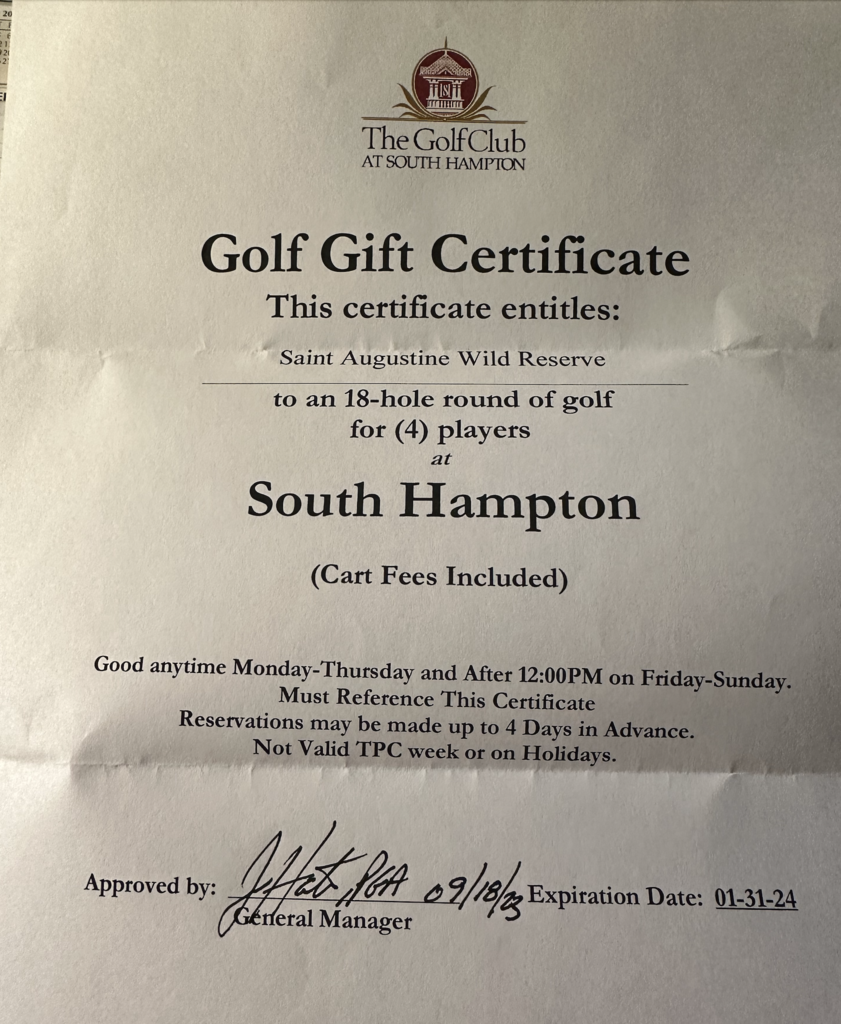 The Golf Club
AT SOUTH HAMPTON
Golf Gift Certificate
This certificate entitles:
Saint Augustine Wild Reserve
to an 18-hole round of golf
for (4) players
at
South Hampton
(Cart Fees Included)
Good anytime Monday-Thursday and After 12:00PM on Friday-Sunday.
Must Reference This Certificate
Reservations may be made up to 4 Days in Advance.
Not Valid TPC week or on Holidays.
Approved by: PGA 09/18/23 Expiration Date: 01-31-24
General Manager